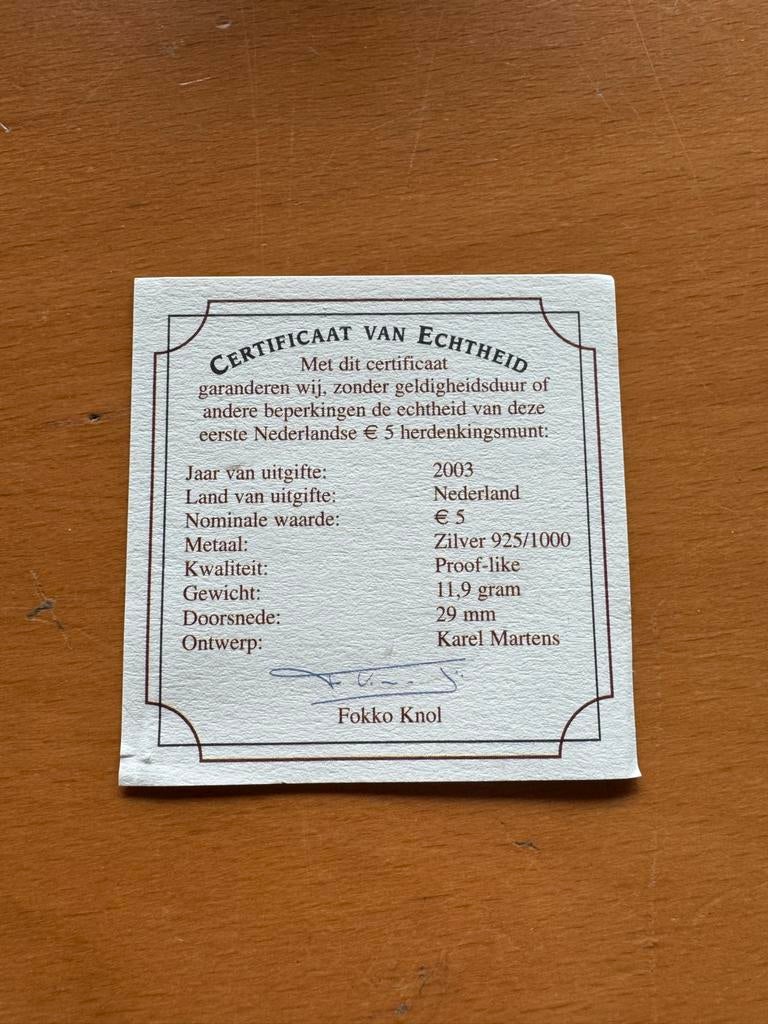 CERTIFICAAT VAN ECHTHEID
Met dit certificaat
garanderen wij, zonder geldigheidsduur of
andere beperkingen de echtheid van deze
eerste Nederlandse € 5 herdenkingsmunt:
Jaar van uitgifte: 2003
Land van uitgifte: Nederland
Nominale waarde: € 5
Metaal: Zilver 925/1000
Kwaliteit: Proof-like
Gewicht: 11,9 gram
Doorsnede: 29 mm
Ontwerp: Karel Martens
Fokko Knol